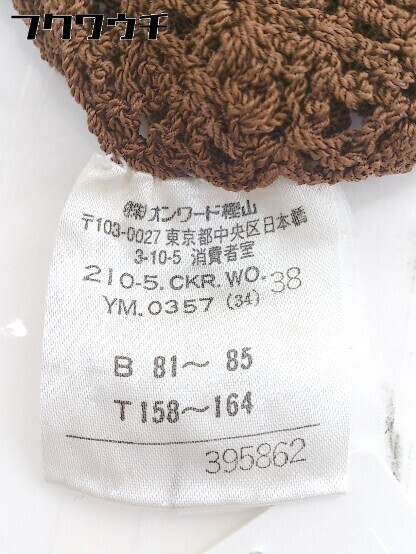 フクワウチ
㈱オンワード樫山
〒103-0027 東京都中央区日本橋
3-10-5 消費者室
210-5.CKR.WO. 38
YM.0357 (34)
B 81～ 85
T158～164
395862